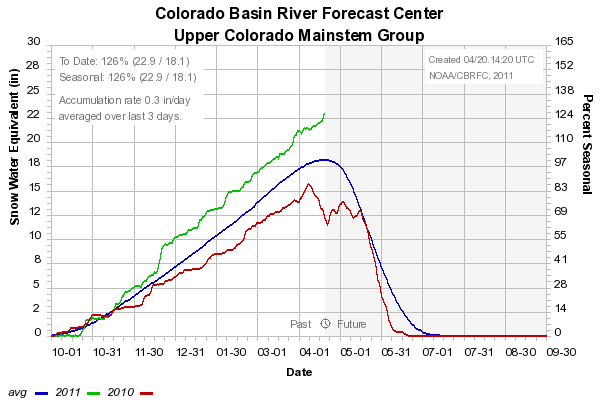 Colorado Basin River Forecast Center
Upper Colorado Mainstem Group
To Date: 126% (22.9 / 18.1)
Seasonal: 126% (22.9 / 18.1)
Accumulation rate 0.3 in/day
averaged over last 3 days.
Created 04/20.14:20 UTC
NOAA/CBRFC, 2011
Snow Water Equivalent (in)
30
28
25
22
20
18
15
12
10
8
5
2
0
Percent Seasonal
165
152
138
124
110
97
83
69
55
41
28
14
0
Past Future
10-01 10-31 11-30 12-31 01-30 03-01 04-01 05-01 05-31 07-01 07-31 08-30 09-30
Date
avg 2011 2010